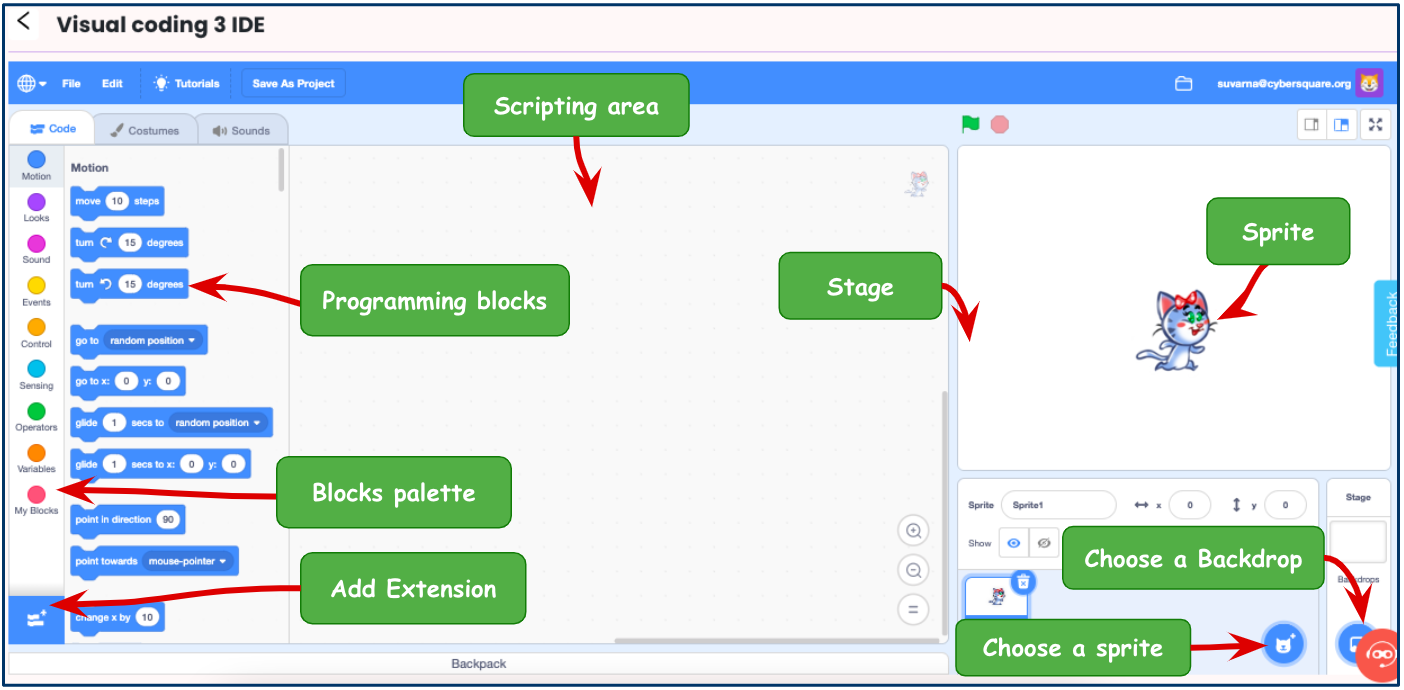 Visual coding 3 IDE
File Edit Tutorials Save As Project
suvarna@cybersquare.org
Scripting area
Code Costumes Sounds
Motion
Looks
Sound
Events
Control
Sensing
Operators
Variables
My Blocks
Motion
move 10 steps
turn 15 degrees
turn 15 degrees
go to random position
go to x: 0 y: 0
glide 1 secs to random position
glide 1 secs to x: 0 y: 0
point in direction 90
point towards mouse-pointer
change x by 10
Programming blocks
Blocks palette
Add Extension
Backpack
Stage
Sprite
Feedback
Sprite Sprite1 x 0 y 0
Show
Stage
Choose a Backdrop
Choose a sprite